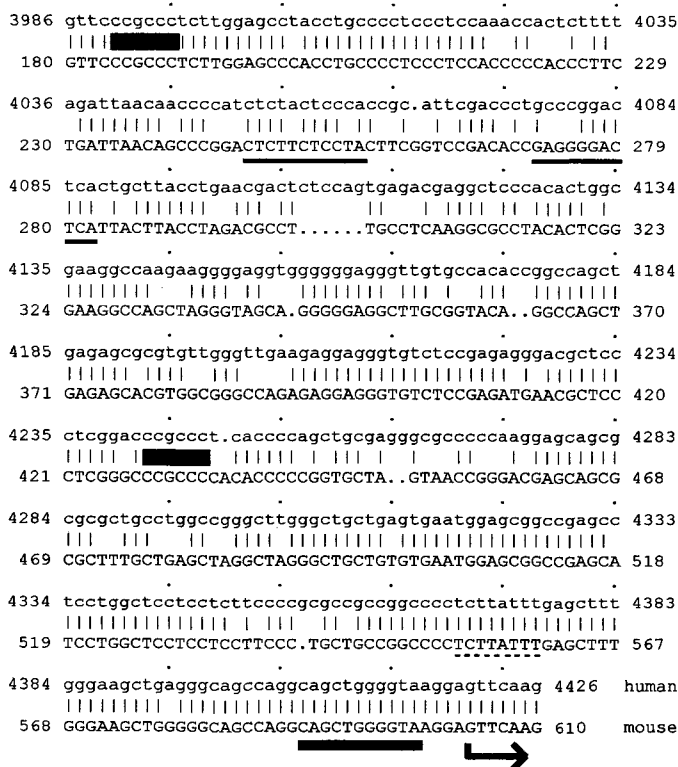 3986 gttcccgccctcttggagcctacctgcccctccctccaaaccactctttt 4035
180 GTTCCCGCCCTCTTGGAGCCCACCTGCCCCTCCCTCCACCCCCACCCTTC 229
4036 agattaacaaccccatctctactcccaccgc.attcgaccctgcccggac 4084
230 TGATTAACAGCCCGGACTCTTCTCCTACTTCGGTCCGACACCGAGGGGAC 279
4085 tcactgcttacctgaacgactctccagtgagacgaggctcccacactggc 4134
280 TCATTACTTACCTAGACGCCT......TGCCTCAAGGCGCCTACACTCGG 323
4135 gaaggccaagaaggggaggtggggggagggttgtgccacaccggccagct 4184
324 GAAGGCCAGCTAGGGTAGCA.GGGGGAGGCTTGCGGTACA..GGCCAGCT 370
4185 gagagcgcgtgttgggttgaagaggagggtgtctccgagagggacgctcc 4234
371 GAGAGCACGTGGCGGGCCAGAGAGGAGGGTGTCTCCGAGATGAACGCTCC 420
4235 ctcggacccgccct.caccccagctgcgagggcgcccccaaggagcagcg 4283
421 CTCGGGCCCGCCCCACACCCCCGGTGCTA..GTAACCGGGACGAGCAGCG 468
4284 cgcgctgcctggccgggcttgggctgctgagtgaatggagcggccgagcc 4333
469 CGCTTTGCTGAGCTAGGCTAGGGCTGCTGTGTGAATGGAGCGGCCGAGCA 518
4334 tcctggctcctcctcttccccgcgccgccggcccctcttatttgagcttt 4383
519 TCCTGGCTCCTCCTCCTTCCC.TGCTGCCGGCCCCTCTTATTTGAGCTTT 567
4384 gggaagctgagggcagccaggcagctggggtaaggagttcaag 4426 human
568 GGGAAGCTGGGGGCAGCCAGGCAGCTGGGGTAAGGAGTTCAAG 610 mouse